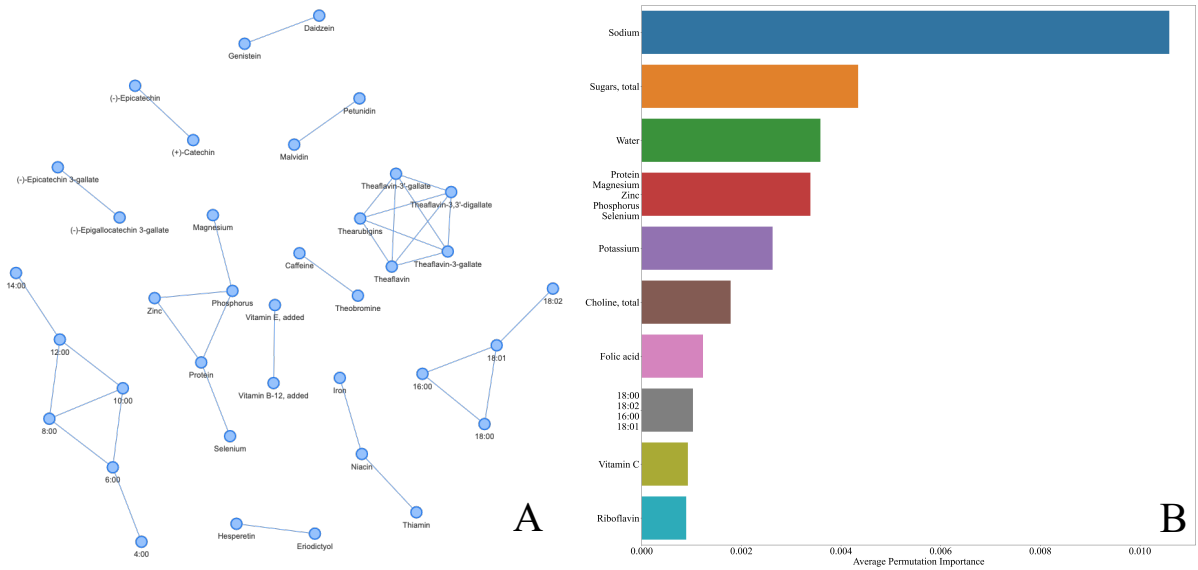 Daidzein
Genistein
(-)-Epicatechin
Petunidin
(+)-Catechin
Malvidin
(-)-Epicatechin 3-gallate
Theaflavin-3'-gallate
Theaflavin-3,3'-digallate
(-)-Epigallocatechin 3-gallate
Magnesium
Thearubigins
Caffeine
Theaflavin-3-gallate
Theaflavin
14:00
Zinc
Phosphorus
Theobromine
18:02
Vitamin E, added
12:00
18:01
Protein
16:00
Iron
Vitamin B-12, added
10:00
8:00
18:00
Selenium
Niacin
6:00
Thiamin
Hesperetin
Eriodictyol
4:00
A
Sodium
Sugars, total
Water
Protein
Magnesium
Zinc
Phosphorus
Selenium
Potassium
Choline, total
Folic acid
18:00
18:02
16:00
18:01
Vitamin C
Riboflavin
B
0.000 0.002 0.004 0.006 0.008 0.010
Average Permutation Importance